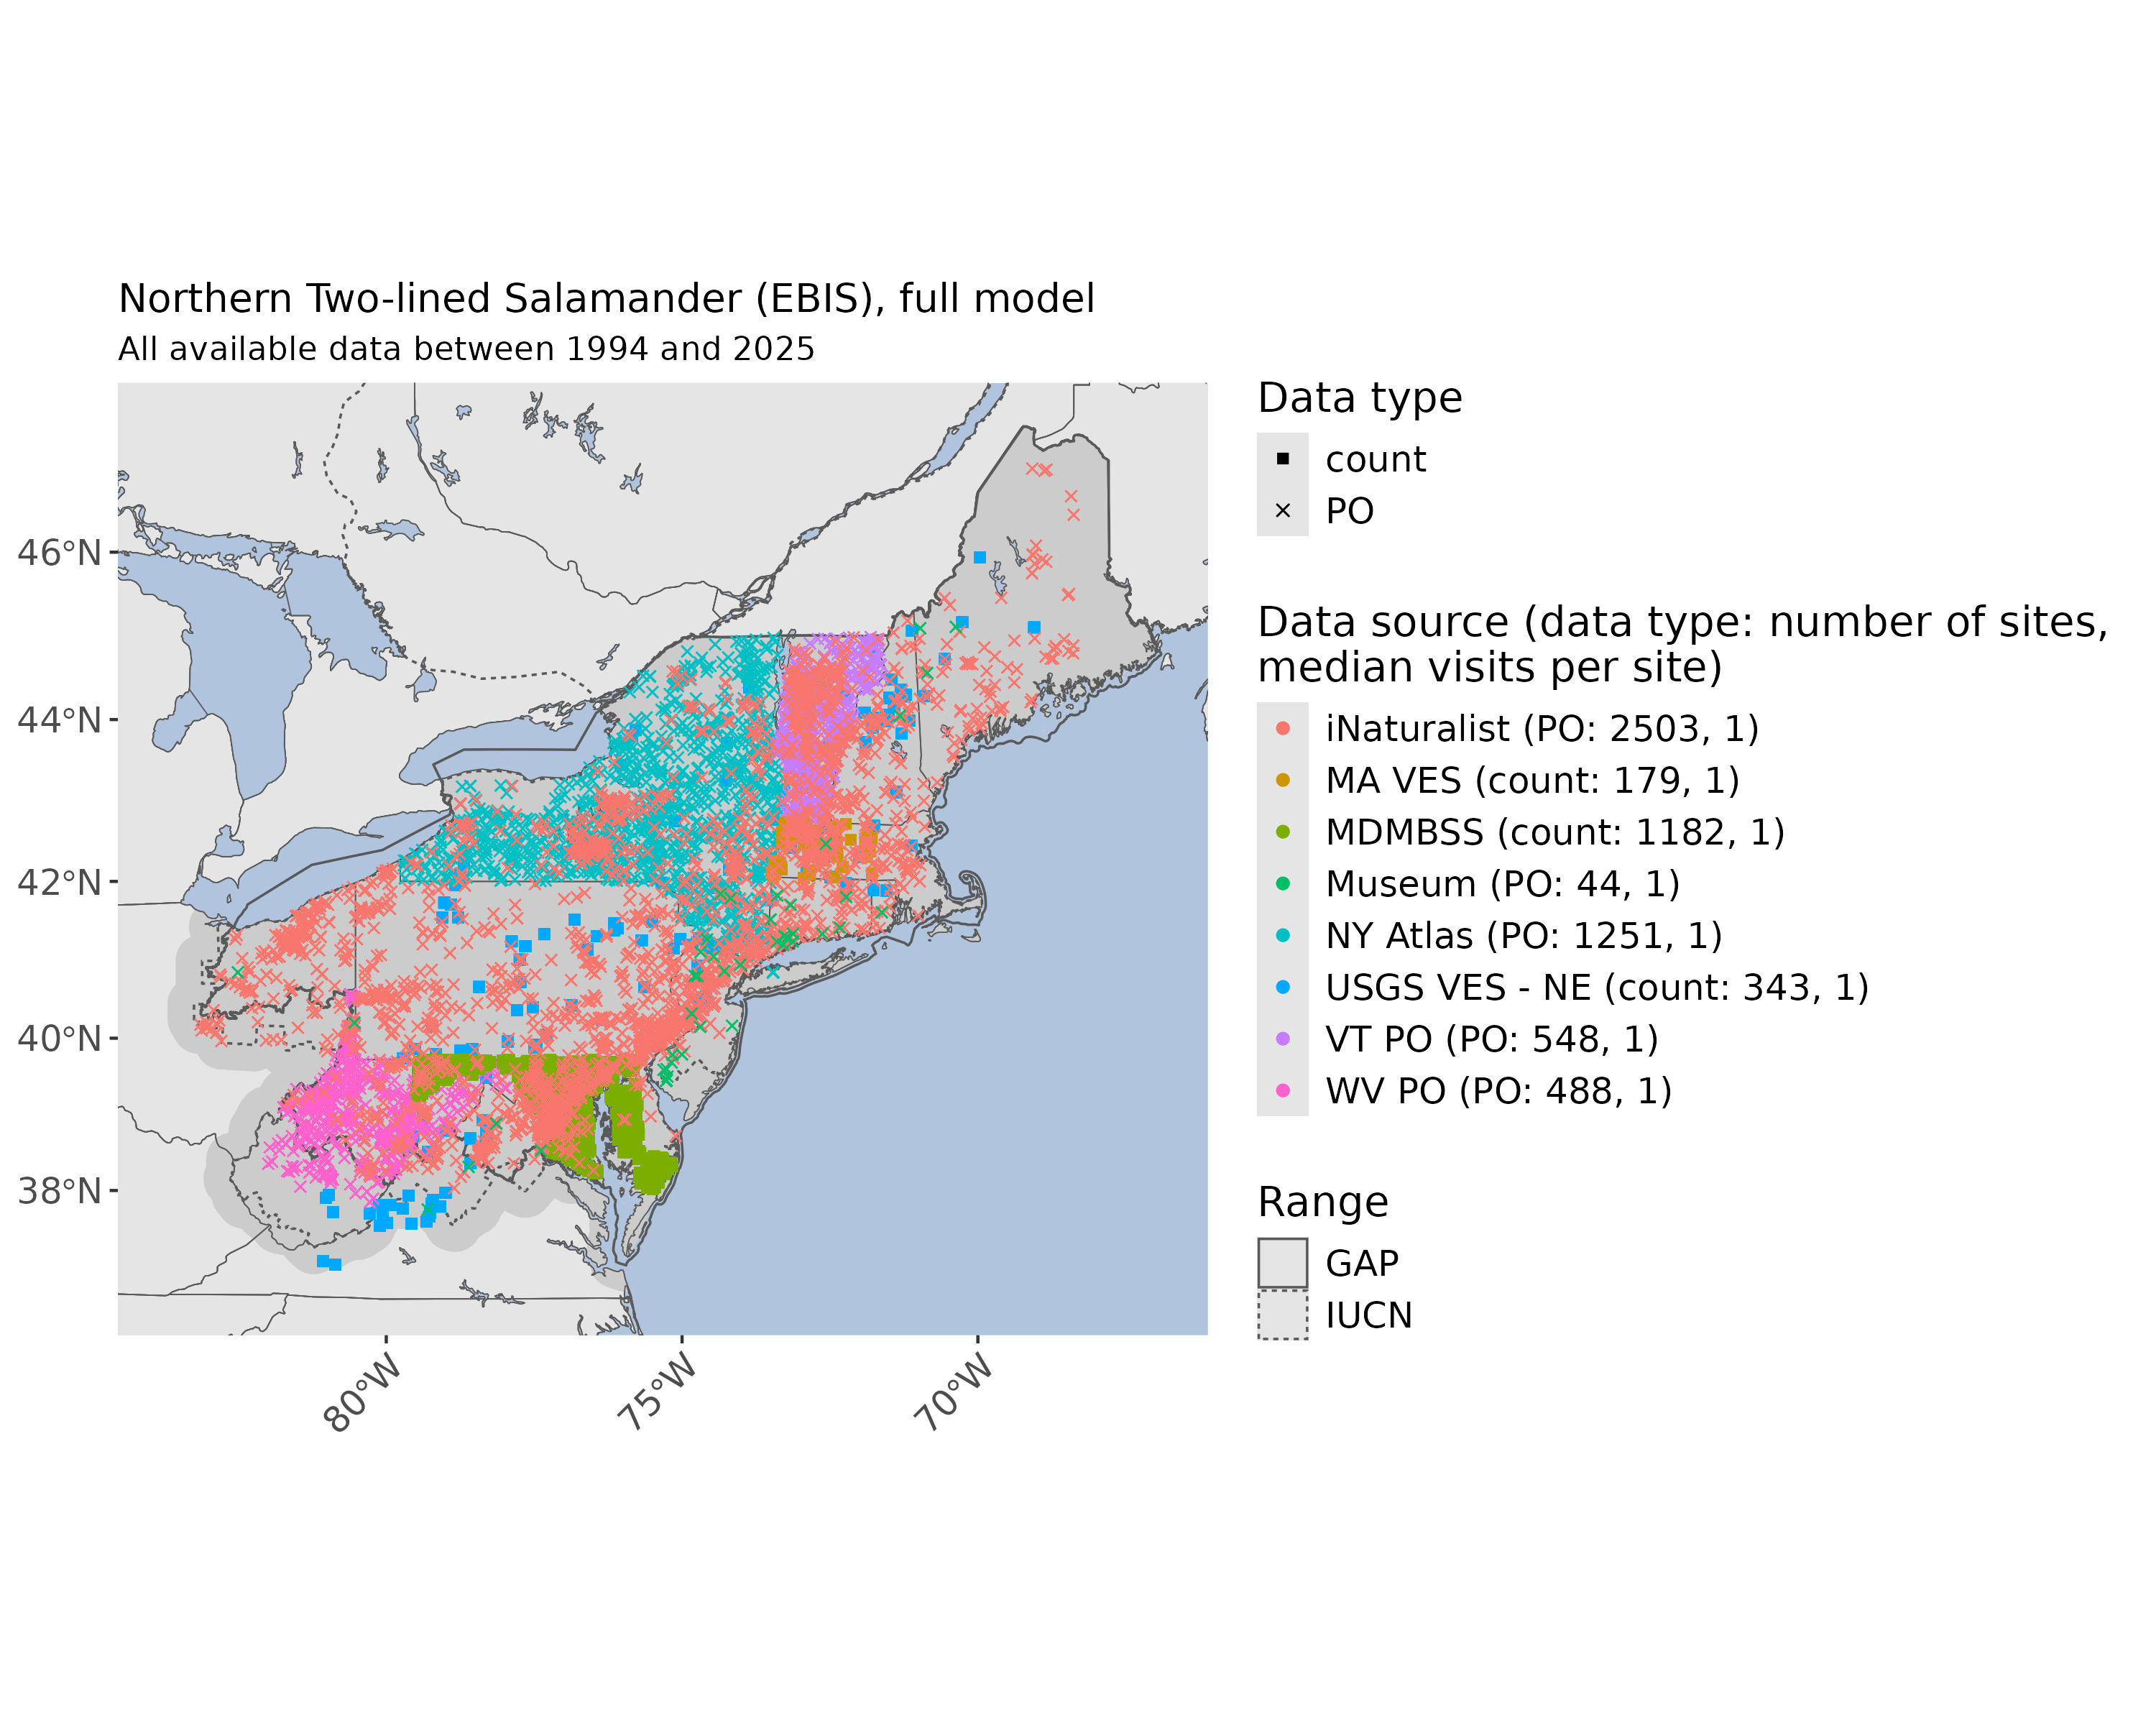 Northern Two-lined Salamander (EBIS), full model
All available data between 1994 and 2025
46°N
44°N
42°N
40°N
38°N
80°W
75°W
70°W
Data type
count
PO
Data source (data type: number of sites,
median visits per site)
iNaturalist (PO: 2503, 1)
MA VES (count: 179, 1)
MDMBSS (count: 1182, 1)
Museum (PO: 44, 1)
NY Atlas (PO: 1251, 1)
USGS VES - NE (count: 343, 1)
VT PO (PO: 548, 1)
WV PO (PO: 488, 1)
Range
GAP
IUCN